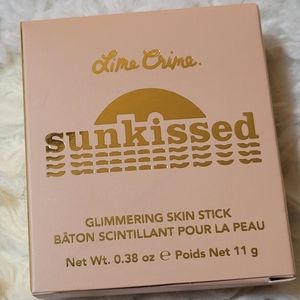 Lime Crime.
sunkissed
GLIMMERING SKIN STICK
BÂTON SCINTILLANT POUR LA PEAU
Net Wt. 0.38 oz ℮ Poids Net 11 g